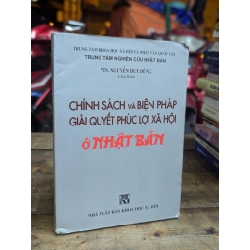 TRUNG TÂM KHOA HỌC XÃ HỘI VÀ NHÂN VĂN QUỐC GIA
TRUNG TÂM NGHIÊN CỨU NHẬT BẢN
NGUYỄN DUY DŨNG
CHÍNH SÁCH VÀ BIỆN PHÁP
GIẢI QUYẾT PHÚC LỢI XÃ HỘI
Ở NHẬT BẢN
NHÀ XUẤT BẢN KHOA HỌC XÃ HỘI